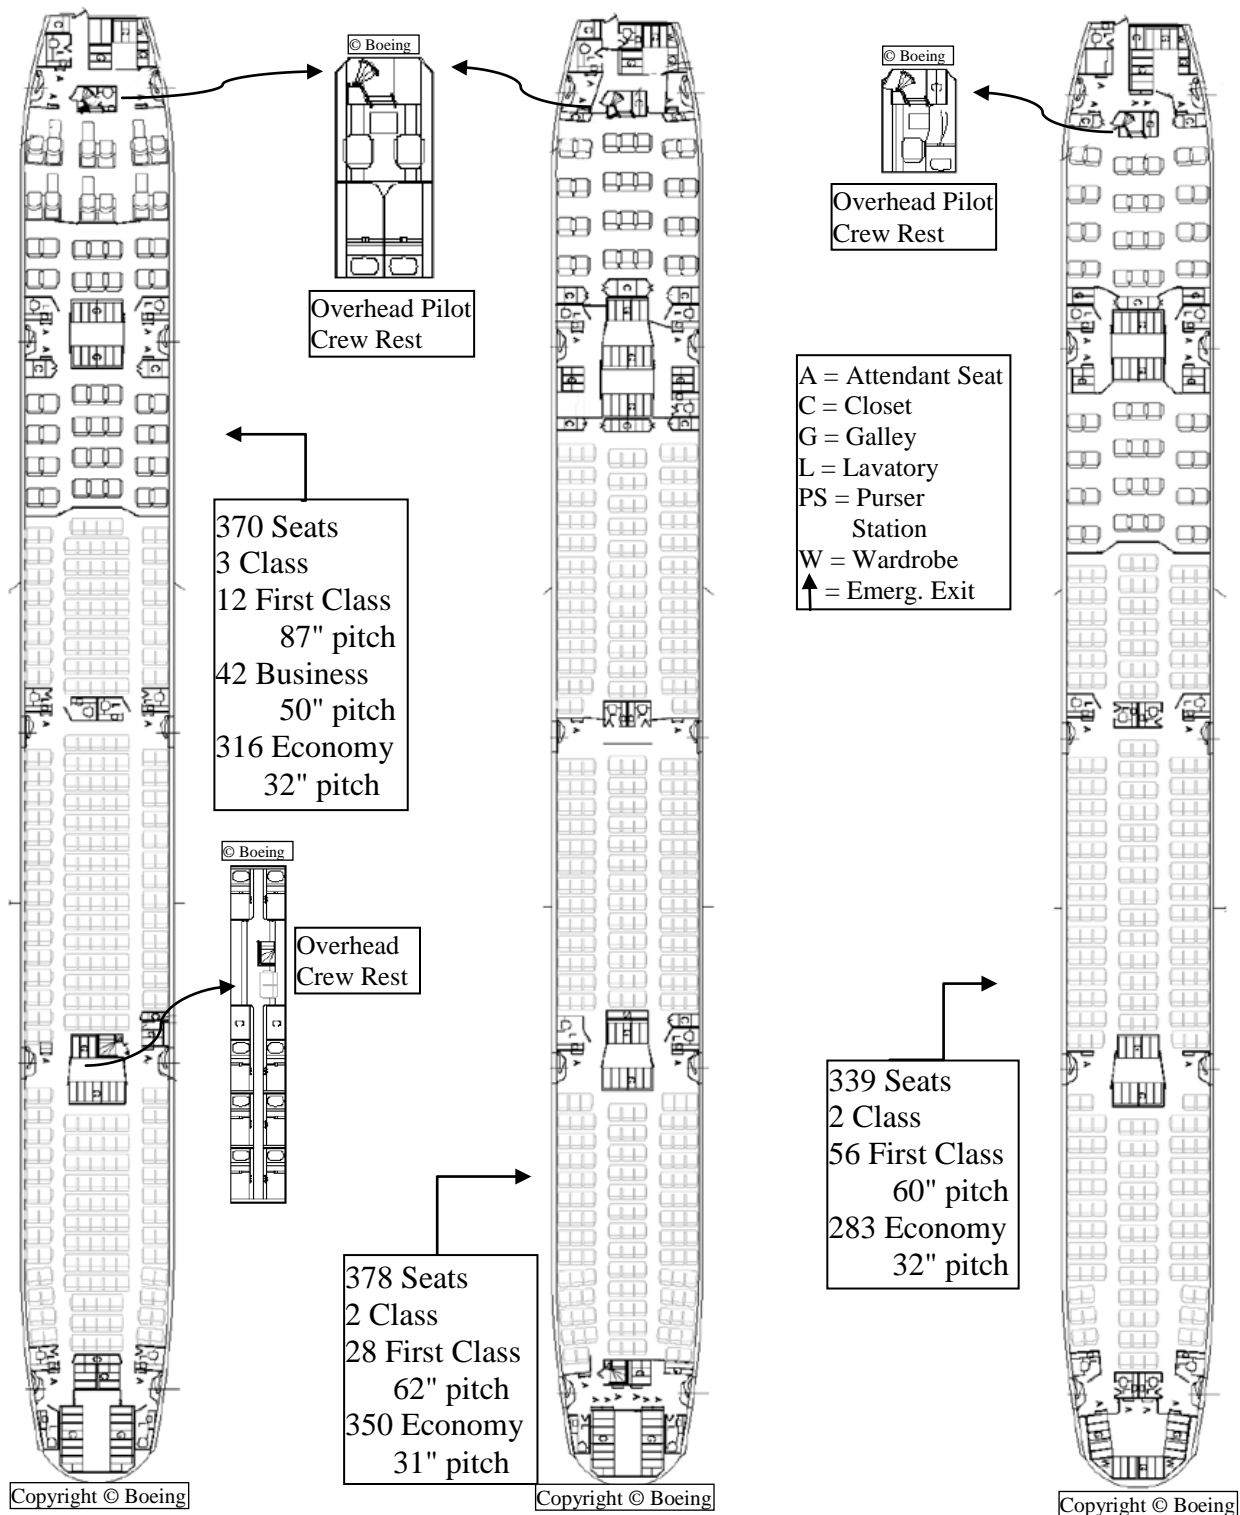 © Boeing
Overhead Pilot
Crew Rest
© Boeing
Overhead Pilot
Crew Rest
A = Attendant Seat
C = Closet
G = Galley
L = Lavatory
PS = Purser
Station
W = Wardrobe
= Emerg. Exit
370 Seats
3 Class
12 First Class
87" pitch
42 Business
50" pitch
316 Economy
32" pitch
© Boeing
Overhead
Crew Rest
339 Seats
2 Class
56 First Class
60" pitch
283 Economy
32" pitch
378 Seats
2 Class
28 First Class
62" pitch
350 Economy
31" pitch
Copyright © Boeing
Copyright © Boeing
Copyright © Boeing